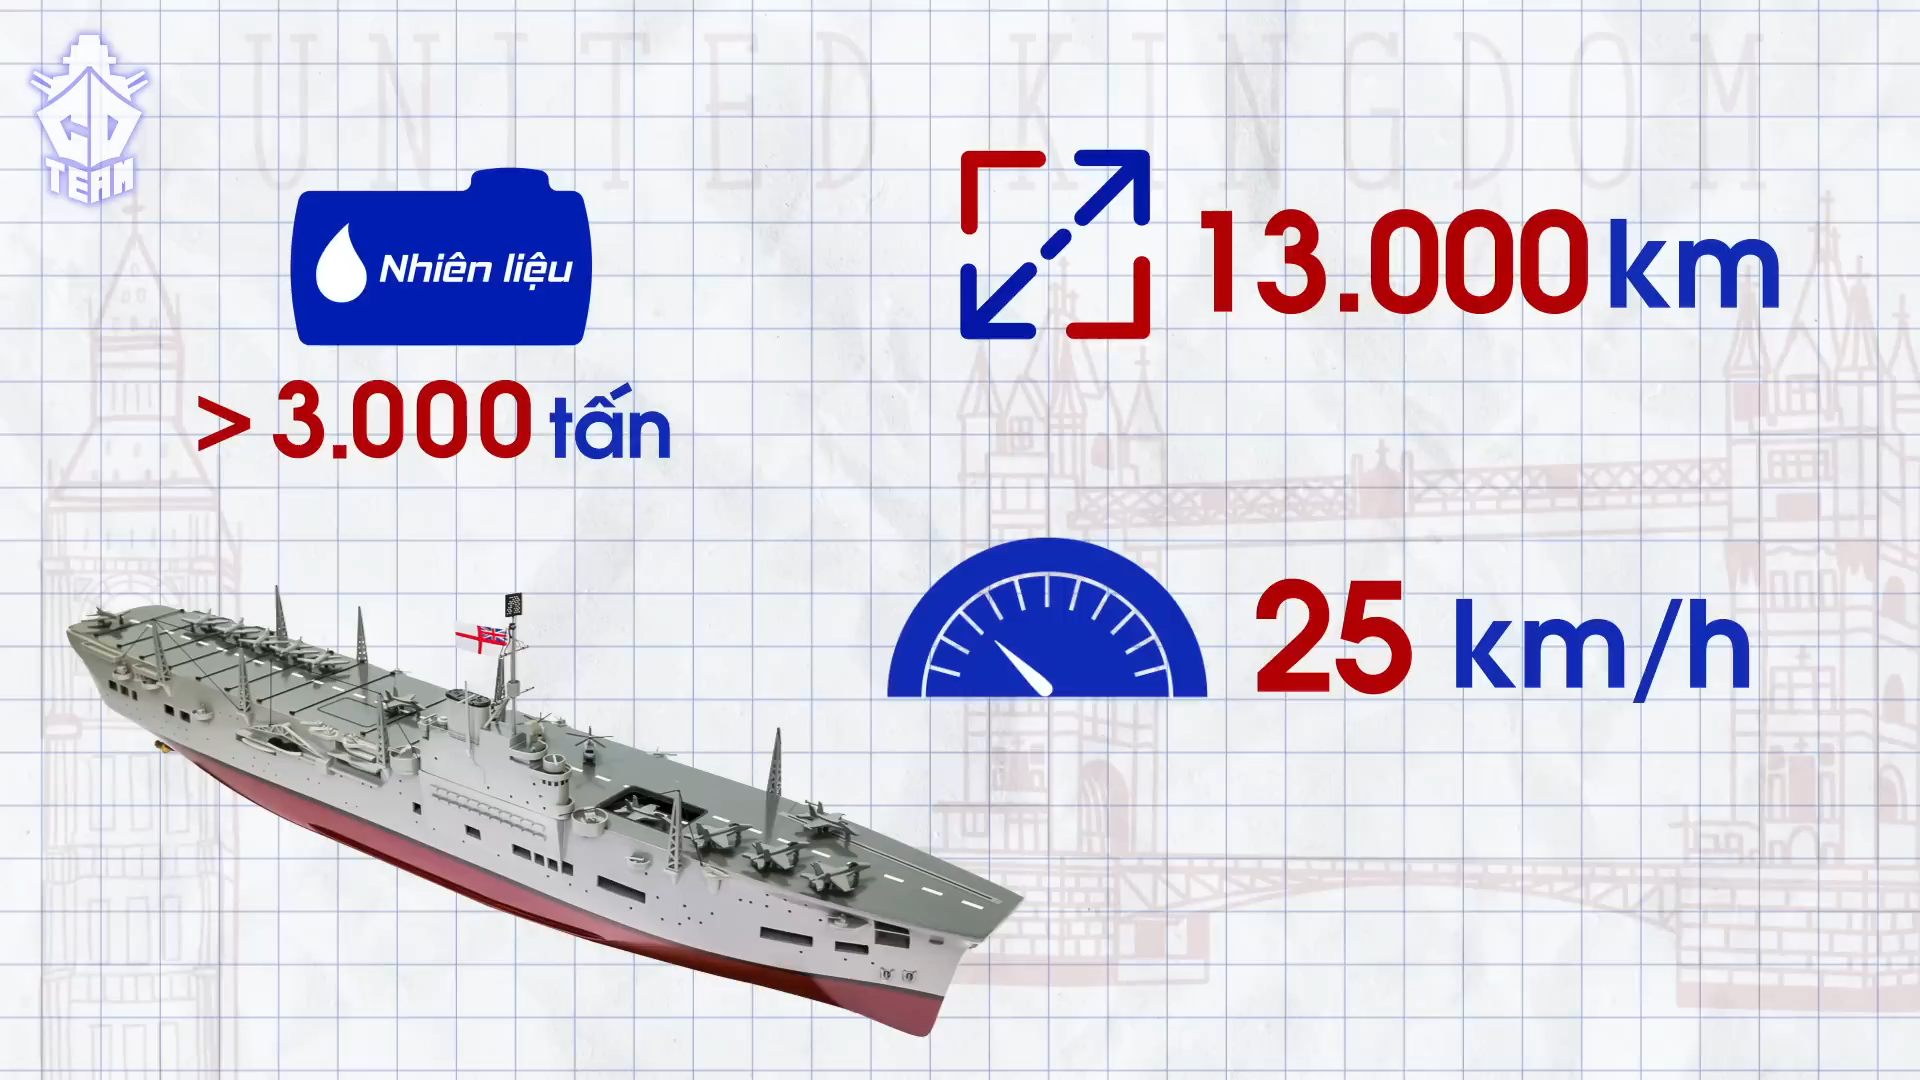 UNITED KINGDOM
CD
TEAM
Nhiên liệu
> 3.000 tấn
13.000 km
25 km/h